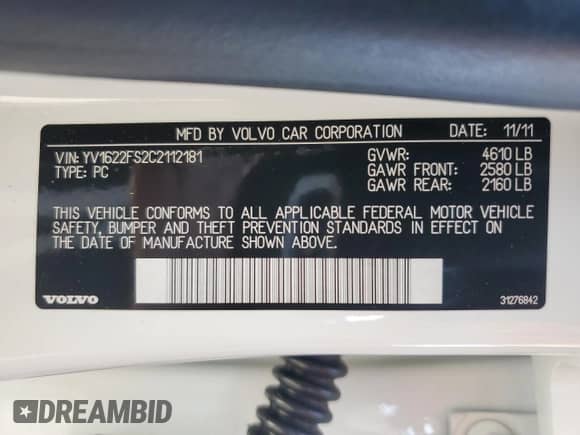 MFD BY VOLVO CAR CORPORATION DATE: 11/11
VIN: YV1622FS2C2112181 GVWR: 4610 LB
TYPE: PC GAWR FRONT: 2580 LB
GAWR REAR: 2160 LB
THIS VEHICLE CONFORMS TO ALL APPLICABLE FEDERAL MOTOR VEHICLE
SAFETY, BUMPER AND THEFT PREVENTION STANDARDS IN EFFECT ON
THE DATE OF MANUFACTURE SHOWN ABOVE.
VOLVO 31276842
#DREAMBID